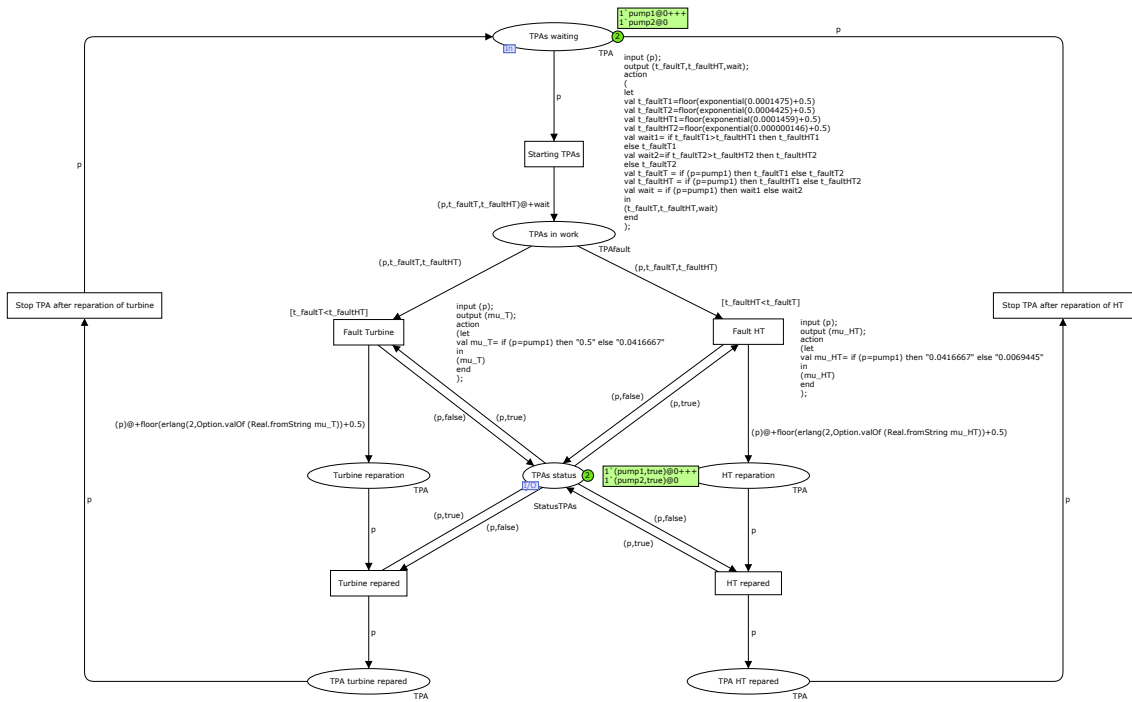 1`pump1@0+++
1`pump2@0
TPAs waiting
2
In
TPA
p
p
input (p);
output (t_faultT,t_faultHT,wait);
action
(
let
val t_faultT1=floor(exponential(0.0001475)+0.5)
val t_faultT2=floor(exponential(0.0004425)+0.5)
val t_faultHT1=floor(exponential(0.0001459)+0.5)
val t_faultHT2=floor(exponential(0.000000146)+0.5)
val wait1= if t_faultT1>t_faultHT1 then t_faultHT1
else t_faultT1
val wait2=if t_faultT2>t_faultHT2 then t_faultHT2
else t_faultT2
val t_faultT = if (p=pump1) then t_faultT1 else t_faultT2
val t_faultHT = if (p=pump1) then t_faultHT1 else t_faultHT2
val wait = if (p=pump1) then wait1 else wait2
in
(t_faultT,t_faultHT,wait)
end
);
Starting TPAs
p
(p,t_faultT,t_faultHT)@+wait
TPAs in work
TPAfault
(p,t_faultT,t_faultHT)
(p,t_faultT,t_faultHT)
Stop TPA after reparation of turbine
Stop TPA after reparation of HT
[t_faultT<t_faultHT]
[t_faultHT<t_faultT]
Fault Turbine
Fault HT
input (p);
output (mu_T);
action
(let
val mu_T= if (p=pump1) then "0.5" else "0.0416667"
in
(mu_T)
end
);
input (p);
output (mu_HT);
action
(let
val mu_HT= if (p=pump1) then "0.0416667" else "0.0069445"
in
(mu_HT)
end
);
(p,false)
(p,true)
(p,false)
(p,true)
(p)@+floor(erlang(2,Option.valOf (Real.fromString mu_T))+0.5)
(p)@+floor(erlang(2,Option.valOf (Real.fromString mu_HT))+0.5)
Turbine reparation
TPA
TPAs status
2
I/O
StatusTPAs
1`(pump1,true)@0+++
1`(pump2,true)@0
HT reparation
TPA
p
p
(p,true)
(p,false)
(p,false)
(p,true)
p
p
Turbine repared
HT repared
p
p
TPA turbine repared
TPA
TPA HT repared
TPA